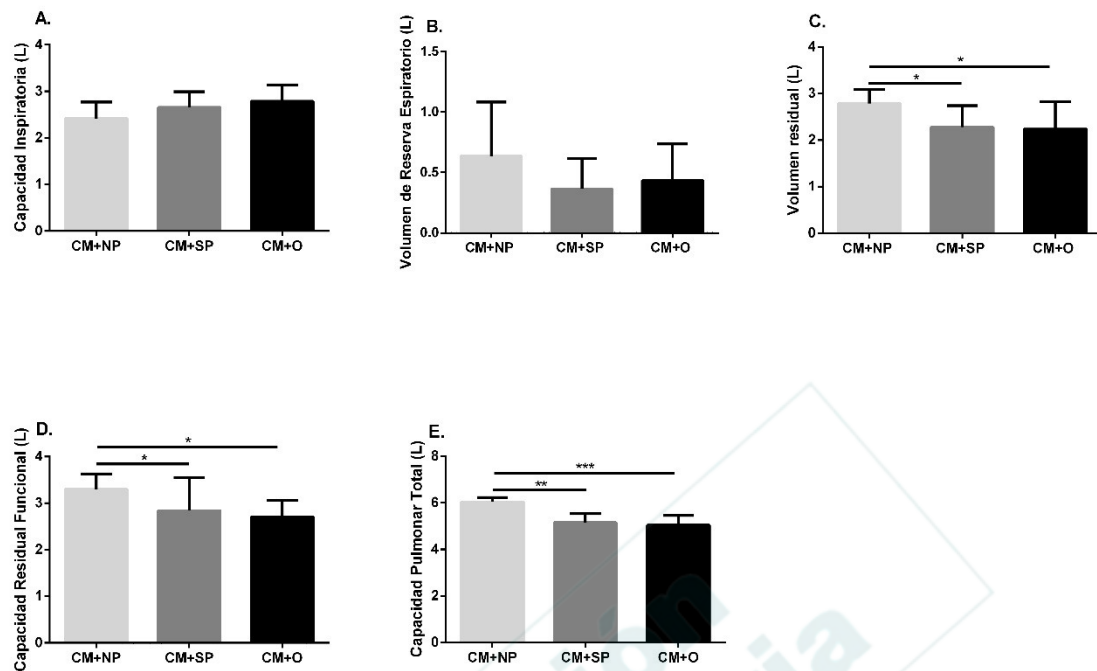 A.
Capacidad Inspiratoria (L)
4
3
2
1
0
CM+NP
CM+SP
CM+O
B.
Volumen de Reserva Espiratorio (L)
1.5
1.0
0.5
0.0
CM+NP
CM+SP
CM+O
C.
Volumen residual (L)
4
3
2
1
0
*
*
CM+NP
CM+SP
CM+O
D.
Capacidad Residual Funcional (L)
4
3
2
1
0
*
*
CM+NP
CM+SP
CM+O
E.
Capacidad Pulmonar Total (L)
8
6
4
2
0
***
**
CM+NP
CM+SP
CM+O